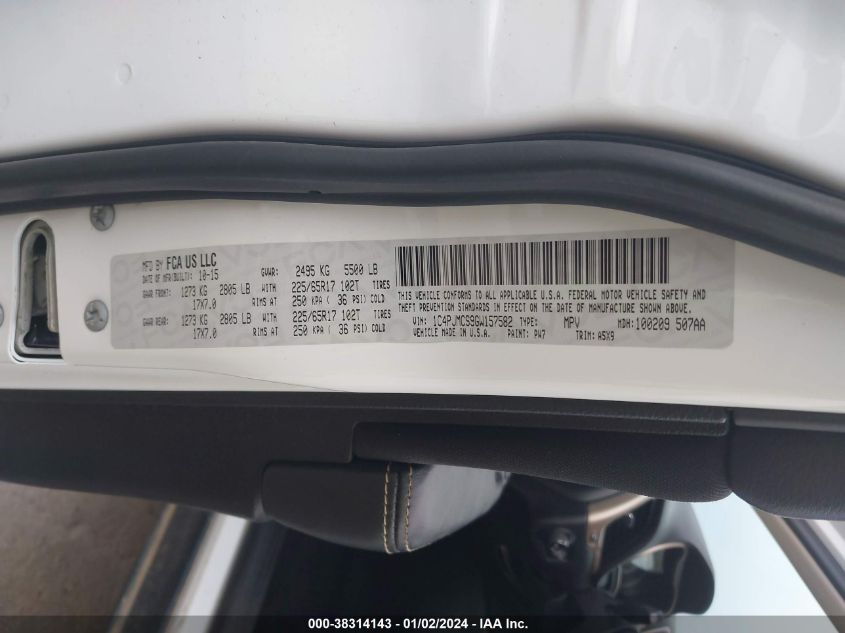 MFD BY FCA US LLC
DATE OF MFR(BUILT): 10-15 GVWR: 2495 KG 5500 LB
GAWR FRONT: 1273 KG 2805 LB WITH 225/65R17 102T TIRES
17X7.0 RIMS AT 250 KPA ( 36 PSI) COLD
GAWR REAR: 1273 KG 2805 LB WITH 225/65R17 102T TIRES
17X7.0 RIMS AT 250 KPA ( 36 PSI) COLD
THIS VEHICLE CONFORMS TO ALL APPLICABLE U.S.A. FEDERAL MOTOR VEHICLE SAFETY AND
THEFT PREVENTION STANDARDS IN EFFECT ON THE DATE OF MANUFACTURE SHOWN ABOVE.
VIN: 1C4PJMCS9GW157582 TYPE: MPV MDH: 100209 507AA
VEHICLE MADE IN U.S.A. PAINT: PW7 TRIM: A5X9
000-38314143 - 01/02/2024 - IAA Inc.